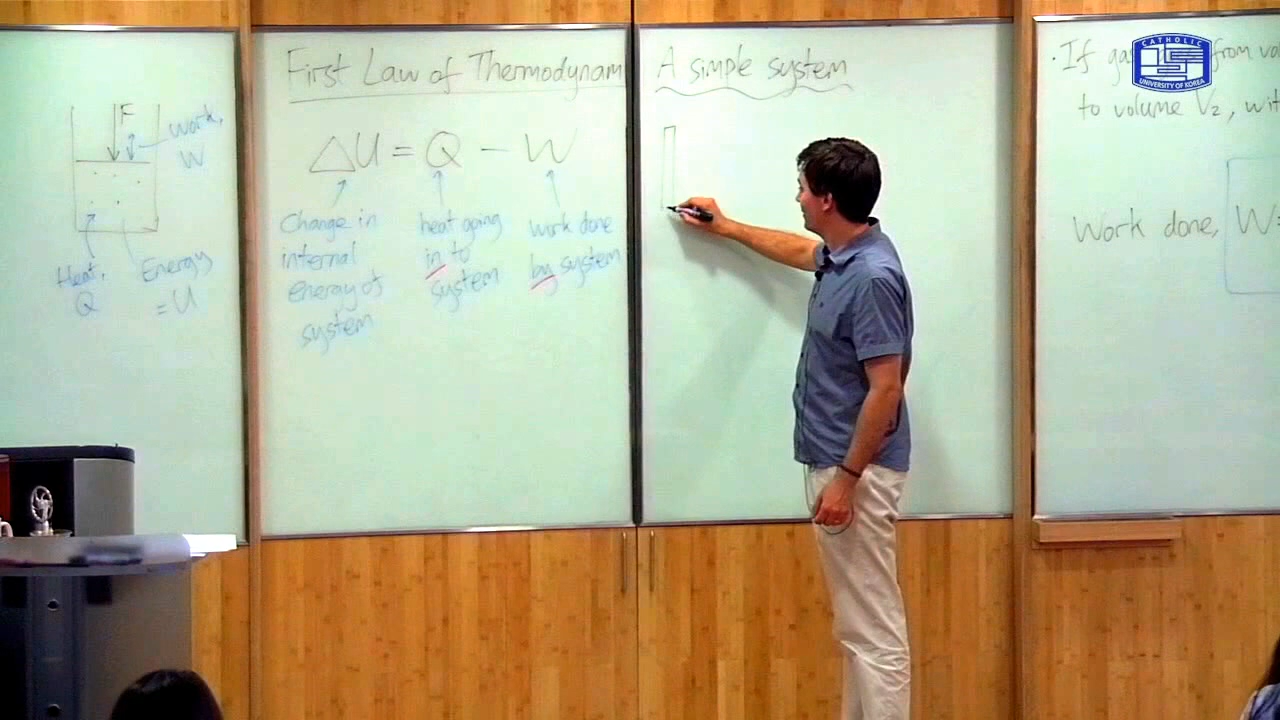 F
Work,
W
Heat,
Q
Energy
= U
First Law of Thermodynam
ΔU = Q - W
Change in
internal
energy of
system
heat going
in to
system
work done
by system
A simple system
CATHOLIC
UNIVERSITY OF KOREA
· If gas from vo
to volume V₂, wit
Work done, W=